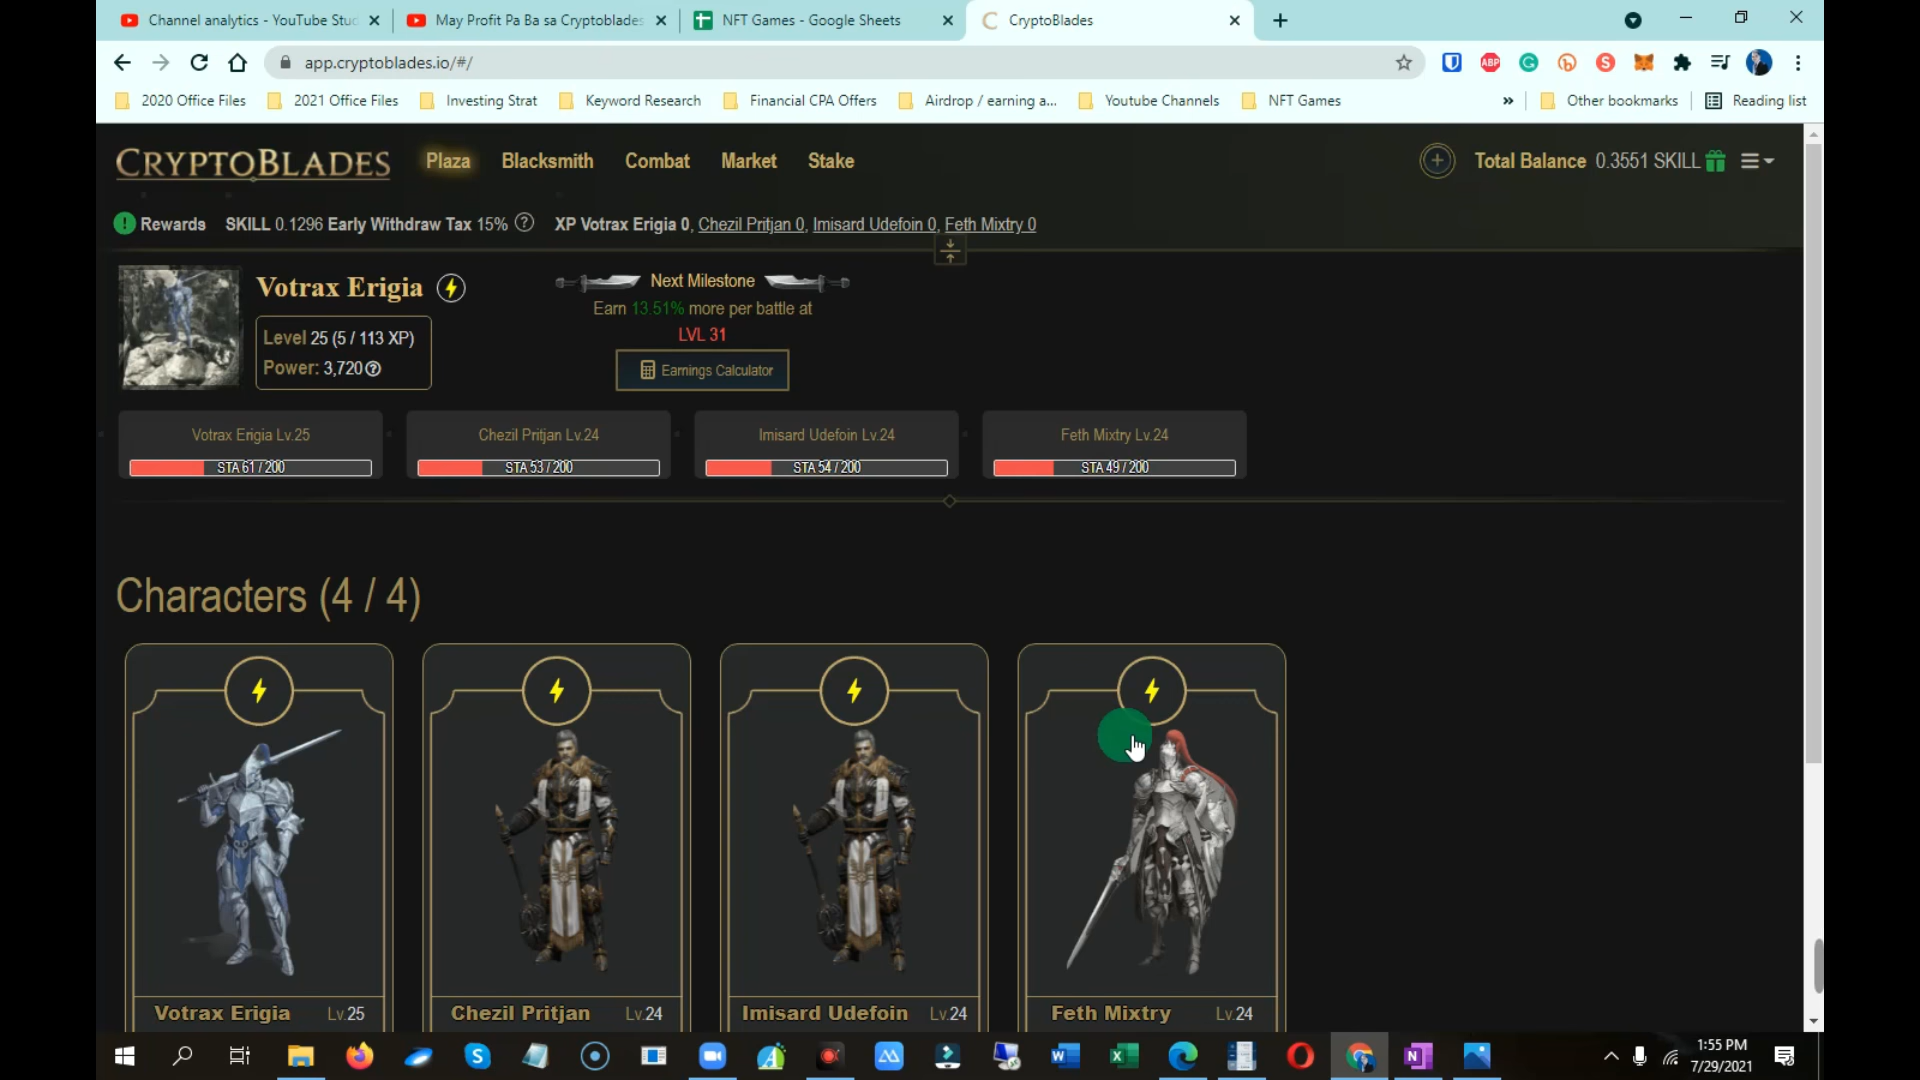 Channel analytics - YouTube Stud
May Profit Pa Ba sa Cryptoblades
NFT Games - Google Sheets
CryptoBlades
app.cryptoblades.io/#/
ABP
2020 Office Files
2021 Office Files
Investing Strat
Keyword Research
Financial CPA Offers
Airdrop / earning a...
Youtube Channels
NFT Games
»
Other bookmarks
Reading list
CRYPTOBLADES
Plaza
Blacksmith
Combat
Market
Stake
Total Balance 0.3551 SKILL
Rewards SKILL 0.1296 Early Withdraw Tax 15% XP Votrax Erigia 0, Chezil Pritjan 0, Imisard Udefoin 0, Feth Mixtry 0
Votrax Erigia
Level 25 (5 / 113 XP)
Power: 3,720
Next Milestone
Earn 13.51% more per battle at
LVL 31
Earnings Calculator
Votrax Erigia Lv.25
STA 61 / 200
Chezil Pritjan Lv.24
STA 53 / 200
Imisard Udefoin Lv.24
STA 54 / 200
Feth Mixtry Lv.24
STA 49 / 200
Characters (4 / 4)
Votrax Erigia Lv.25
Chezil Pritjan Lv.24
Imisard Udefoin Lv.24
Feth Mixtry Lv.24
1:55 PM
7/29/2021